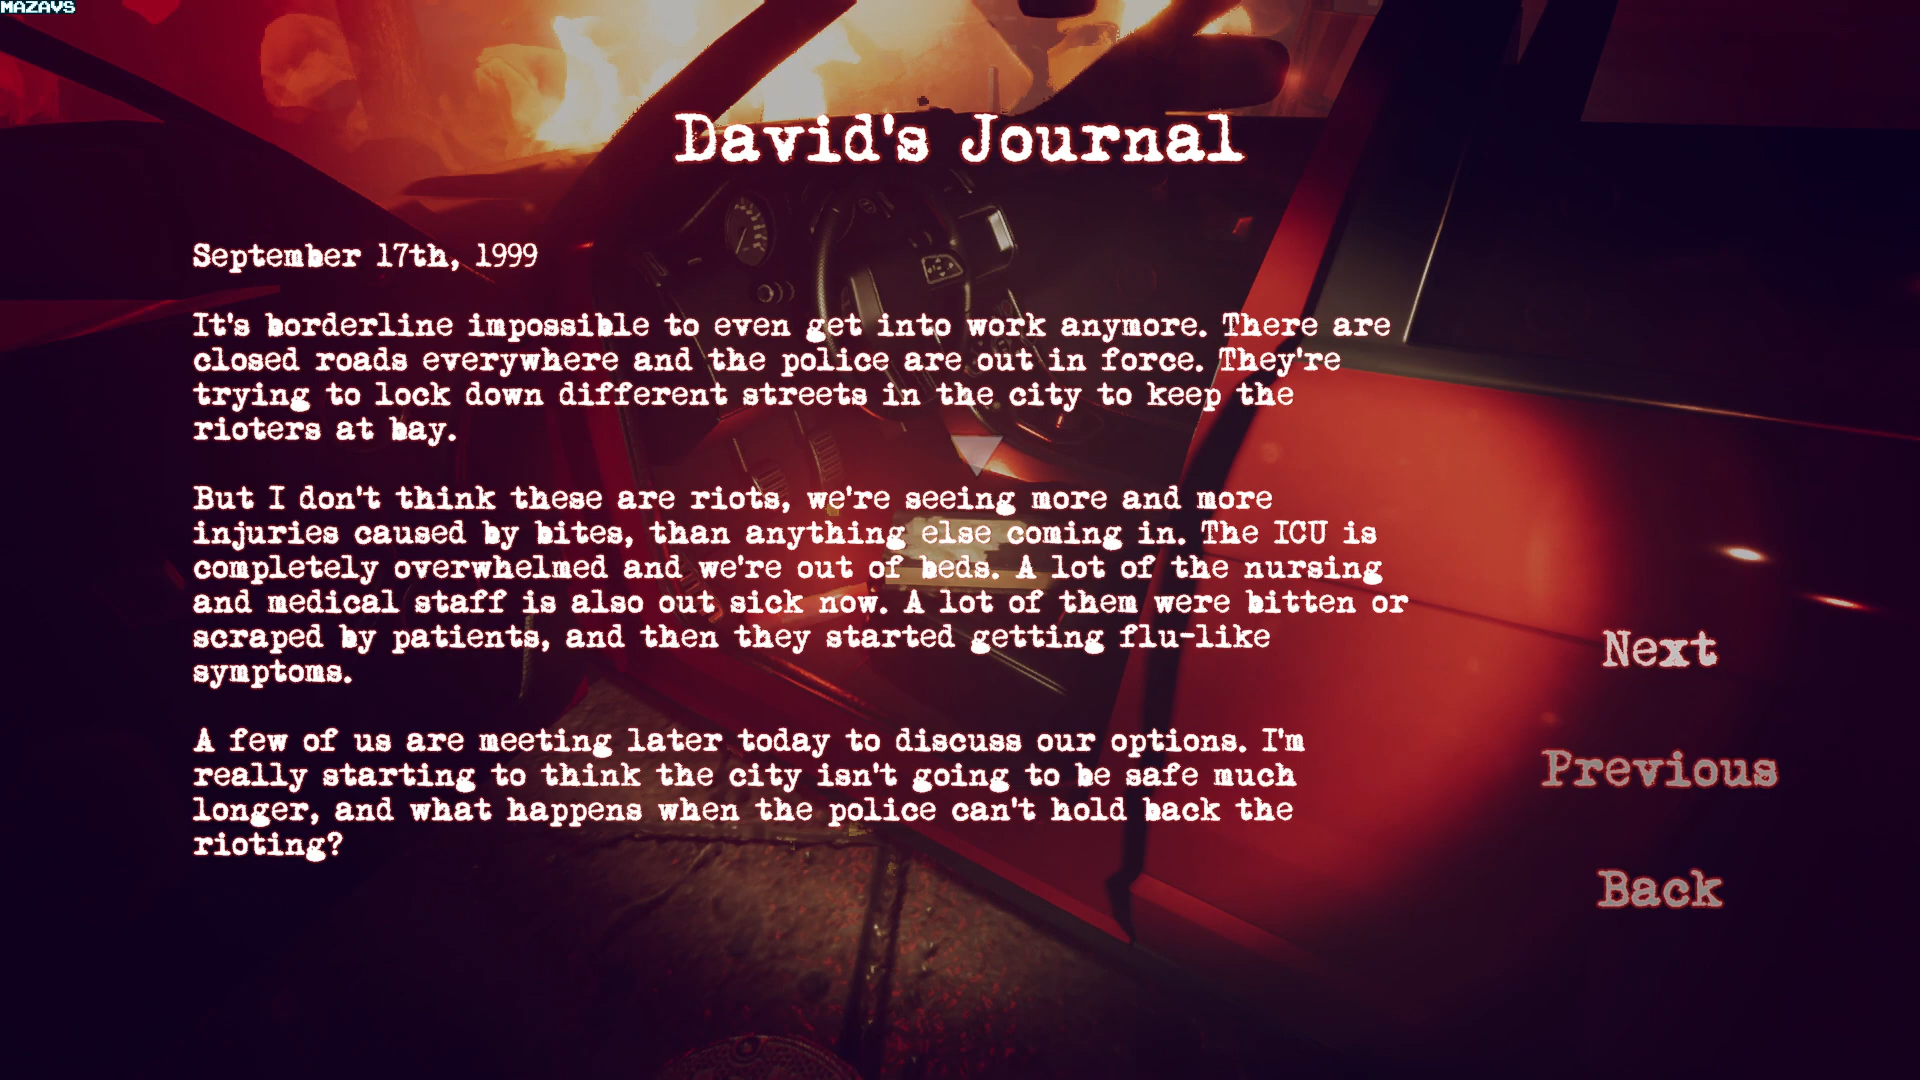 MAZAVS
David's Journal
September 17th, 1999
It's borderline impossible to even get into work anymore. There are
closed roads everywhere and the police are out in force. They're
trying to lock down different streets in the city to keep the
rioters at bay.
But I don't think these are riots, we're seeing more and more
injuries caused by bites, than anything else coming in. The ICU is
completely overwhelmed and we're out of beds. A lot of the nursing
and medical staff is also out sick now. A lot of them were bitten or
scraped by patients, and then they started getting flu-like
symptoms.
A few of us are meeting later today to discuss our options. I'm
really starting to think the city isn't going to be safe much
longer, and what happens when the police can't hold back the
rioting?
Next
Previous
Back